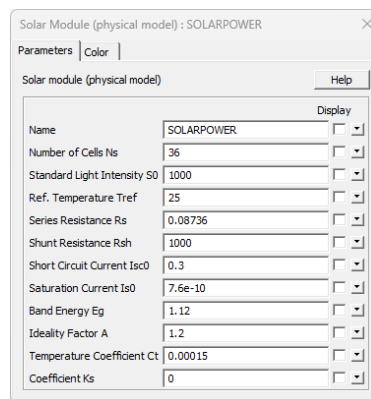 Solar Module (physical model) : SOLARPOWER
Parameters Color
Solar module (physical model) Help
Display
Name SOLARPOWER
Number of Cells Ns 36
Standard Light Intensity S0 1000
Ref. Temperature Tref 25
Series Resistance Rs 0.08736
Shunt Resistance Rsh 1000
Short Circuit Current Isc0 0.3
Saturation Current Is0 7.6e-10
Band Energy Eg 1.12
Ideality Factor A 1.2
Temperature Coefficient Ct 0.00015
Coefficient Ks 0